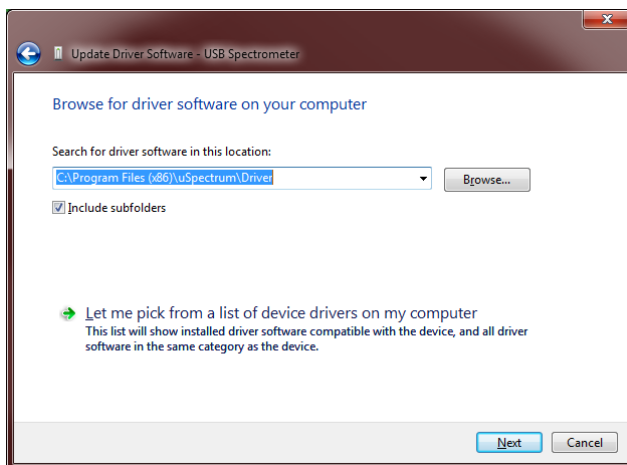 Update Driver Software - USB Spectrometer
Browse for driver software on your computer
Search for driver software in this location:
C:\Program Files (x86)\uSpectrum\Driver
Browse...
Include subfolders
Let me pick from a list of device drivers on my computer
This list will show installed driver software compatible with the device, and all driver
software in the same category as the device.
Next
Cancel